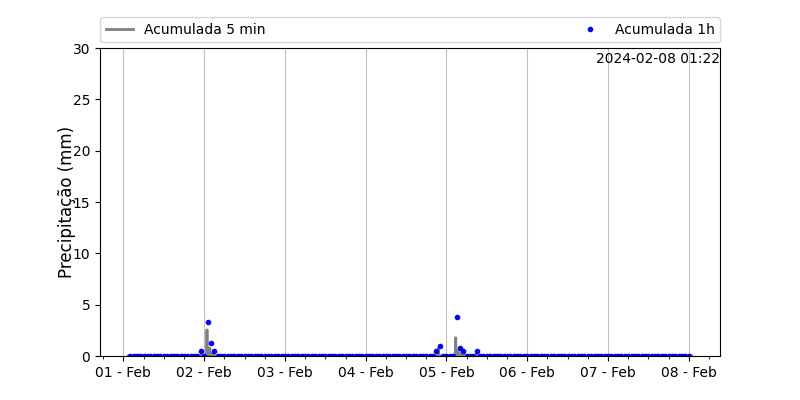 Acumulada 5 min
Acumulada 1h
2024-02-08 01:22
Precipitação (mm)
30
25
20
15
10
5
0
01 - Feb
02 - Feb
03 - Feb
04 - Feb
05 - Feb
06 - Feb
07 - Feb
08 - Feb